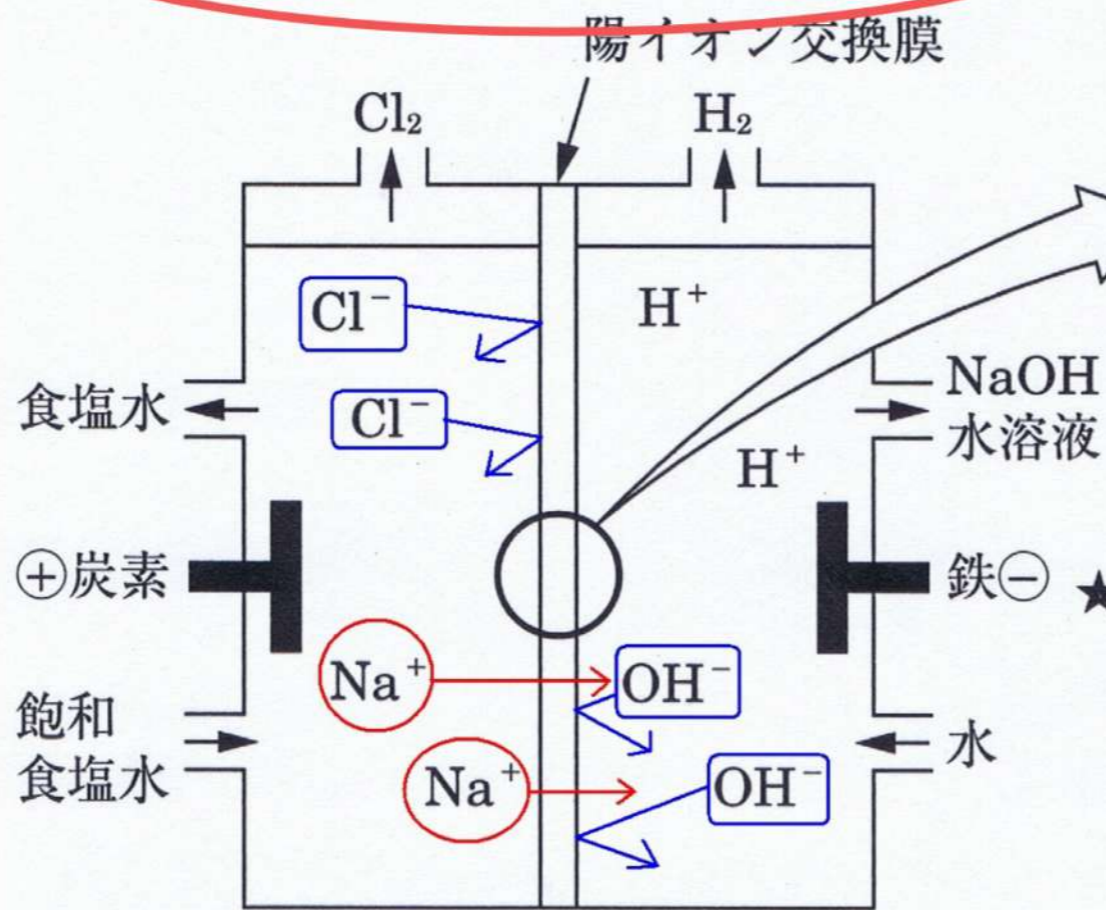 陽イオン交換膜
Cl₂
H₂
Cl⁻
H⁺
食塩水
Cl⁻
H⁺
NaOH
水溶液
⊕炭素
鉄⊖
★
Na⁺
OH⁻
飽和
食塩水
水
Na⁺
OH⁻